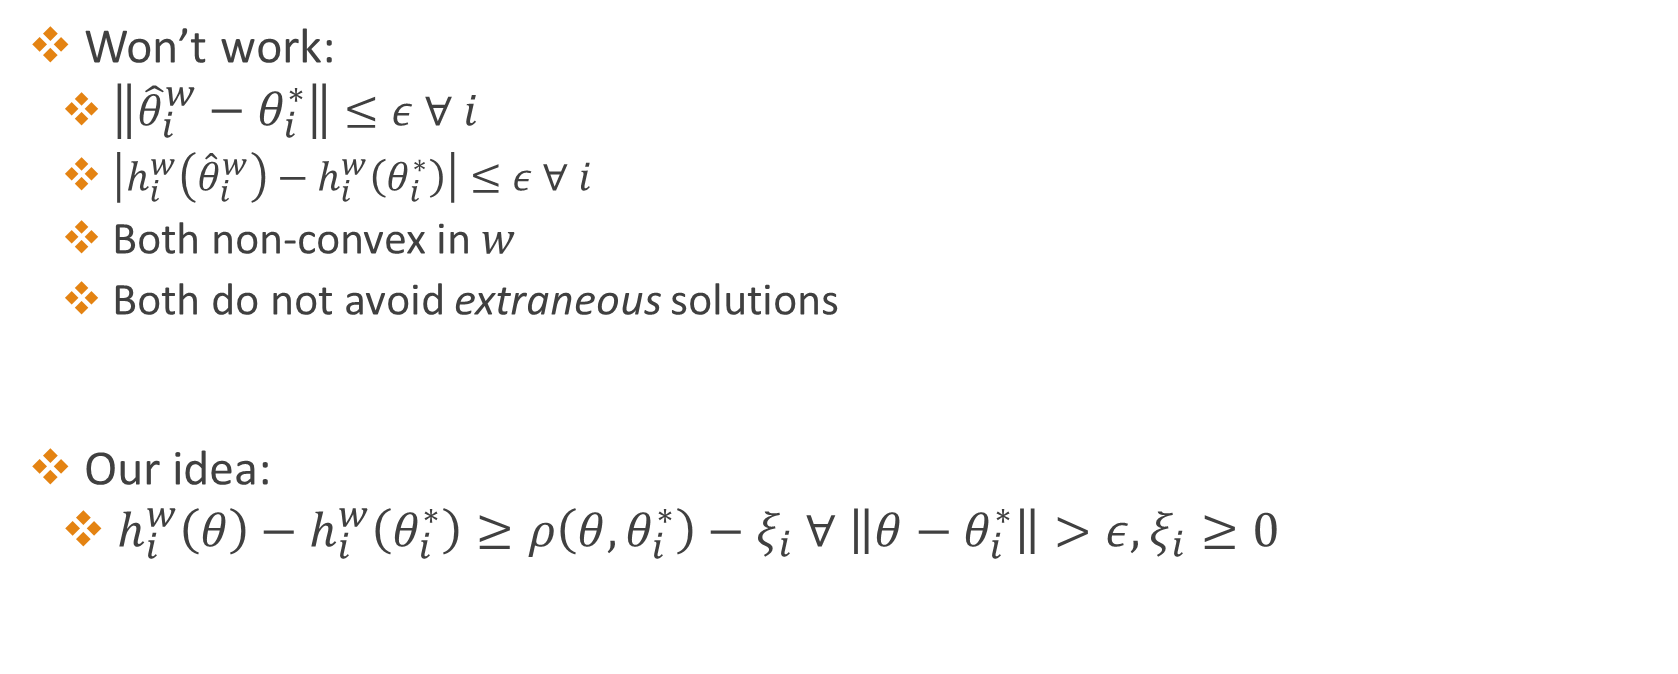 ❖ Won’t work:
❖ ‖θ̂ᵢʷ − θᵢ*‖ ≤ ϵ ∀ i
❖ |hᵢʷ(θ̂ᵢʷ) − hᵢʷ(θᵢ*)| ≤ ϵ ∀ i
❖ Both non-convex in w
❖ Both do not avoid extraneous solutions
❖ Our idea:
❖ hᵢʷ(θ) − hᵢʷ(θᵢ*) ≥ ρ(θ, θᵢ*) − ξᵢ ∀ ‖θ − θᵢ*‖ > ϵ, ξᵢ ≥ 0